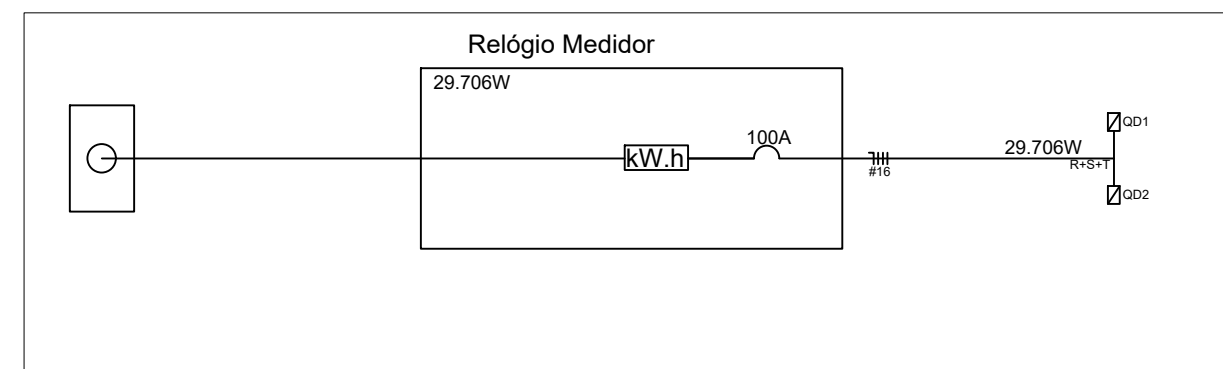 Relógio Medidor
29.706W
kW.h
100A
#16
29.706W
R+S+T
QD1
QD2